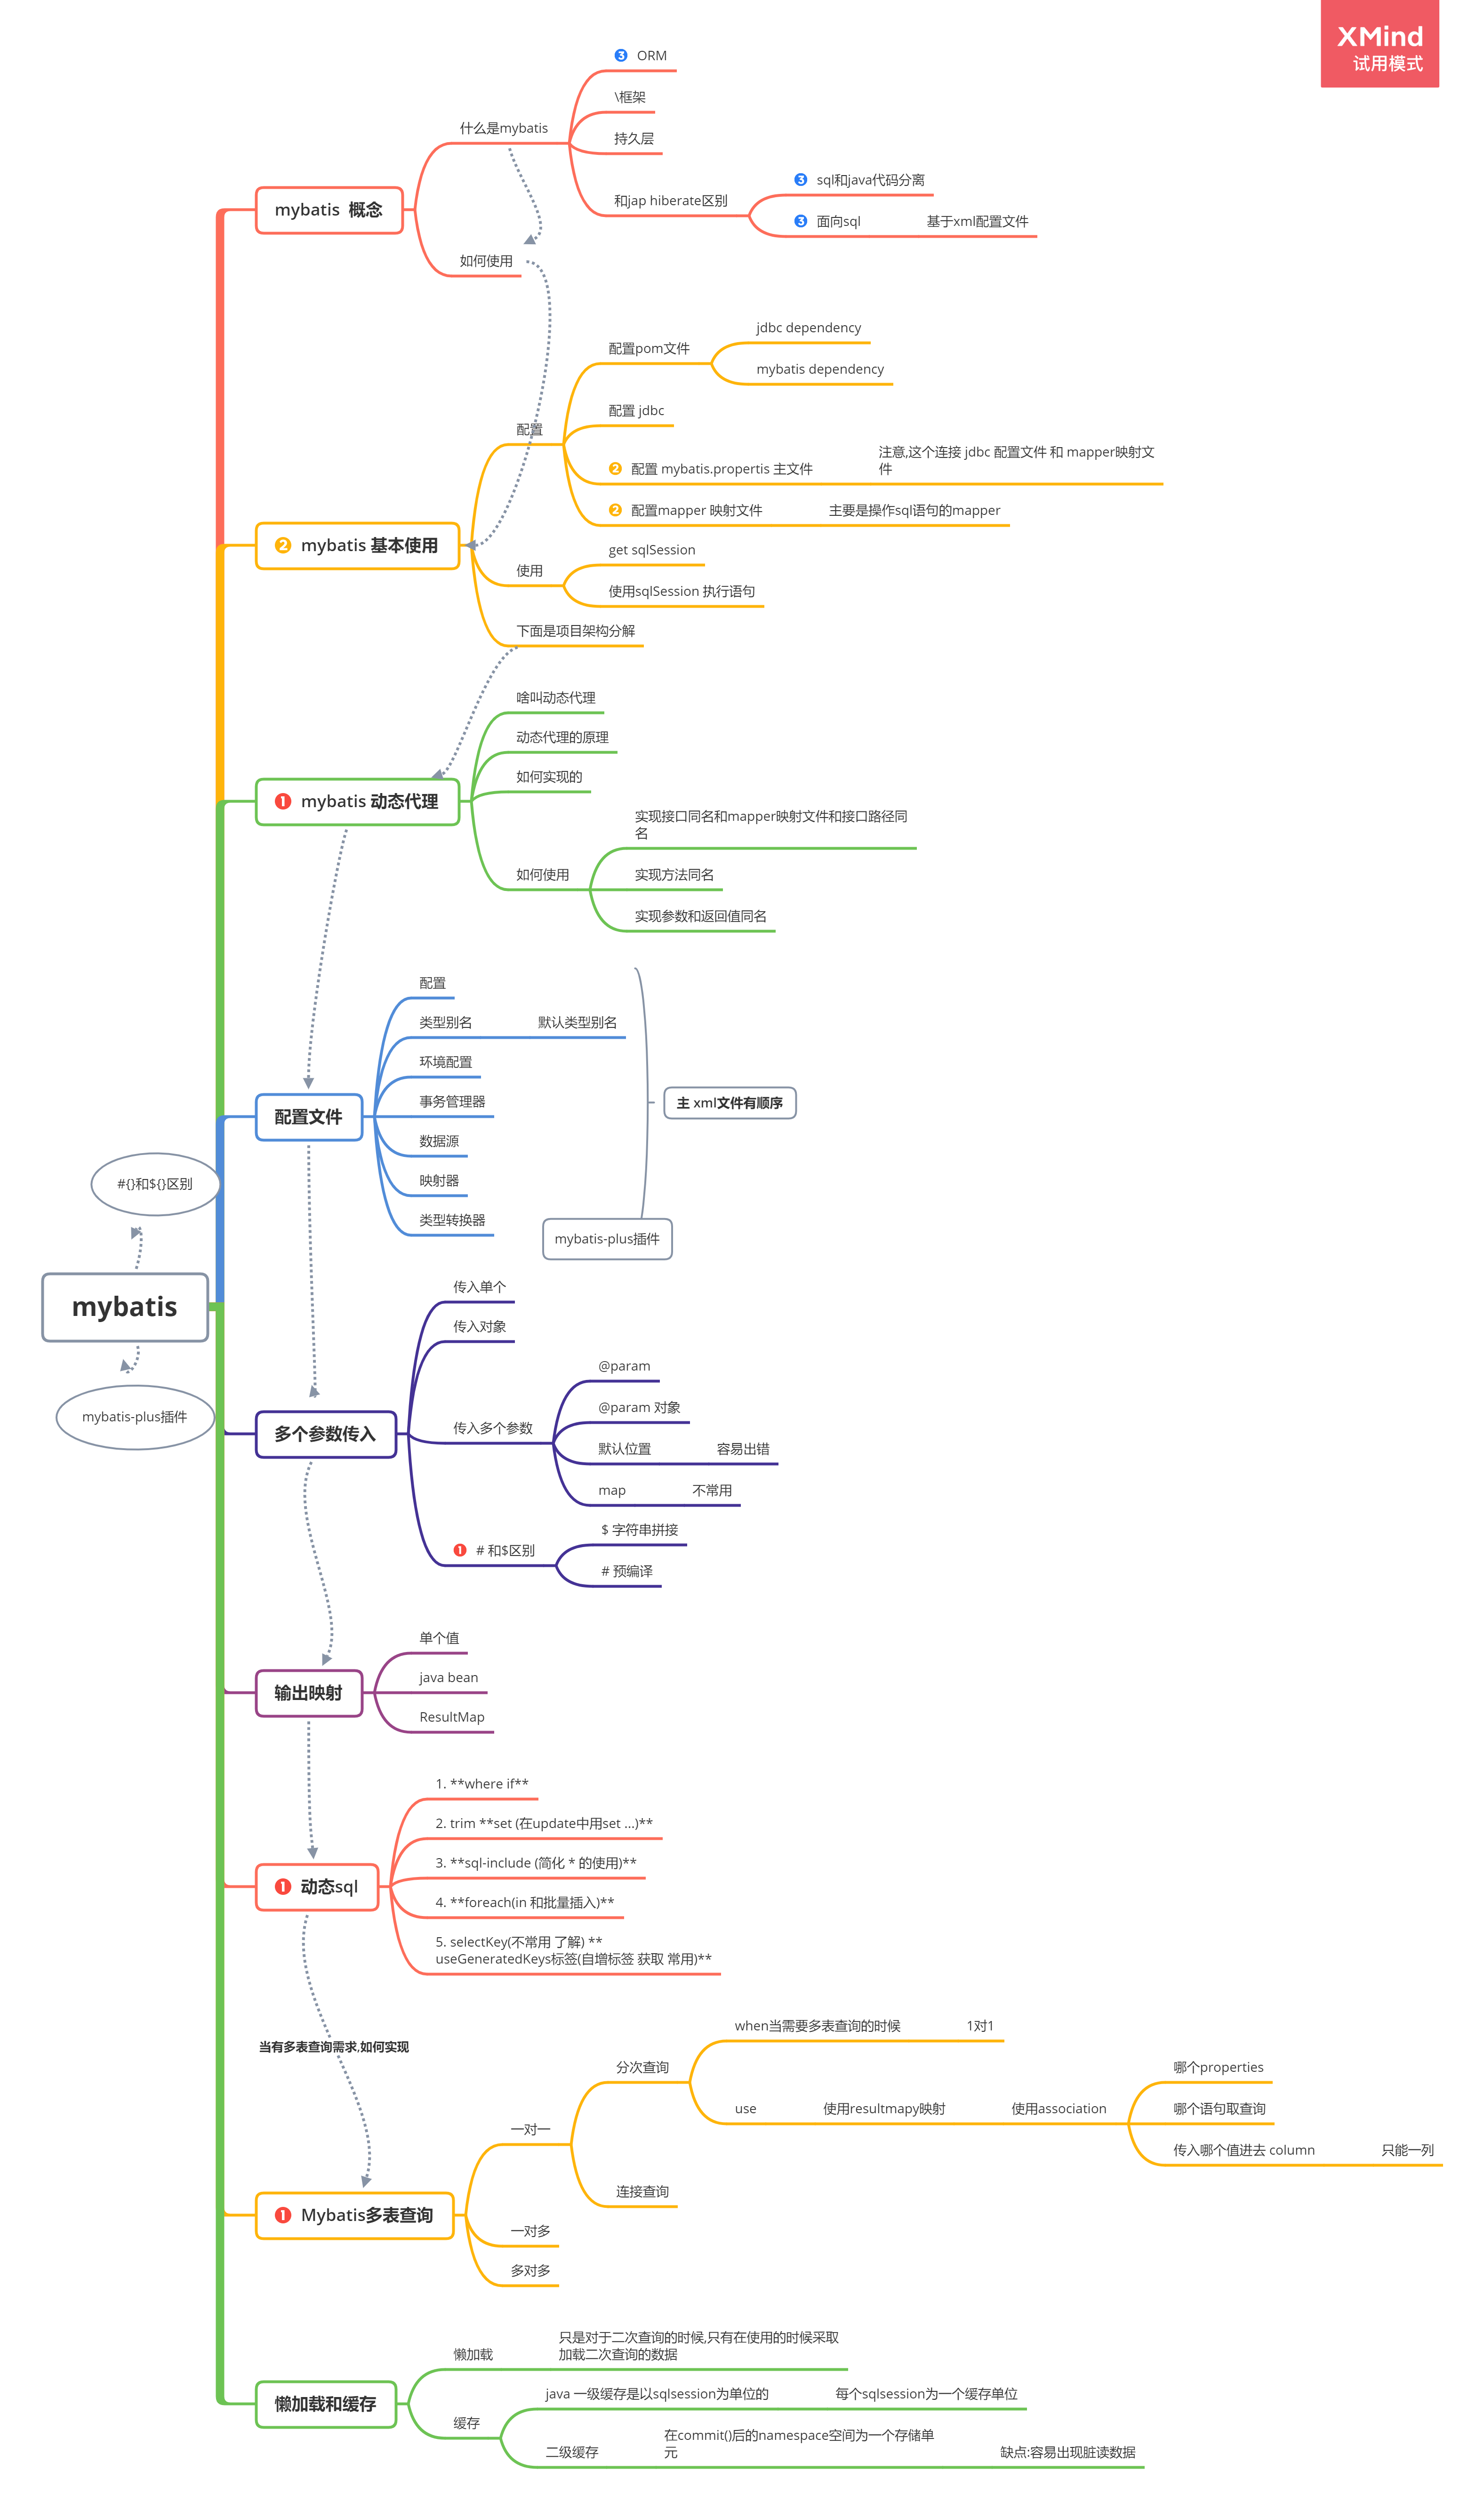 XMind
试用模式
3 ORM
\框架
什么是mybatis
持久层
和jap hiberate区别
3 sql和java代码分离
3 面向sql
基于xml配置文件
mybatis 概念
如何使用
jdbc dependency
配置pom文件
mybatis dependency
配置 jdbc
配置
注意,这个连接 jdbc 配置文件 和 mapper映射文
件
2 配置 mybatis.propertis 主文件
2 配置mapper 映射文件
主要是操作sql语句的mapper
2 mybatis 基本使用
get sqlSession
使用
使用sqlSession 执行语句
下面是项目架构分解
啥叫动态代理
动态代理的原理
如何实现的
1 mybatis 动态代理
实现接口同名和mapper映射文件和接口路径同
名
如何使用
实现方法同名
实现参数和返回值同名
配置
类型别名
默认类型别名
环境配置
事务管理器
主 xml文件有顺序
配置文件
数据源
映射器
类型转换器
mybatis-plus插件
#{}和${}区别
mybatis
mybatis-plus插件
传入单个
传入对象
@param
@param 对象
传入多个参数
默认位置
容易出错
多个参数传入
map
不常用
$ 字符串拼接
1 # 和$区别
# 预编译
单个值
java bean
输出映射
ResultMap
1. **where if**
2. trim **set (在update中用set ...)**
3. **sql-include (简化 * 的使用)**
1 动态sql
4. **foreach(in 和批量插入)**
5. selectKey(不常用 了解) **
useGeneratedKeys标签(自增标签 获取 常用)**
当有多表查询需求,如何实现
when当需要多表查询的时候
1对1
分次查询
哪个properties
use
使用resultmapy映射
使用association
哪个语句取查询
一对一
传入哪个值进去 column
只能一列
连接查询
1 Mybatis多表查询
一对多
多对多
只是对于二次查询的时候,只有在使用的时候采取
加载二次查询的数据
懒加载
懒加载和缓存
java 一级缓存是以sqlsession为单位的
每个sqlsession为一个缓存单位
缓存
在commit()后的namespace空间为一个存储单
元
二级缓存
缺点:容易出现脏读数据